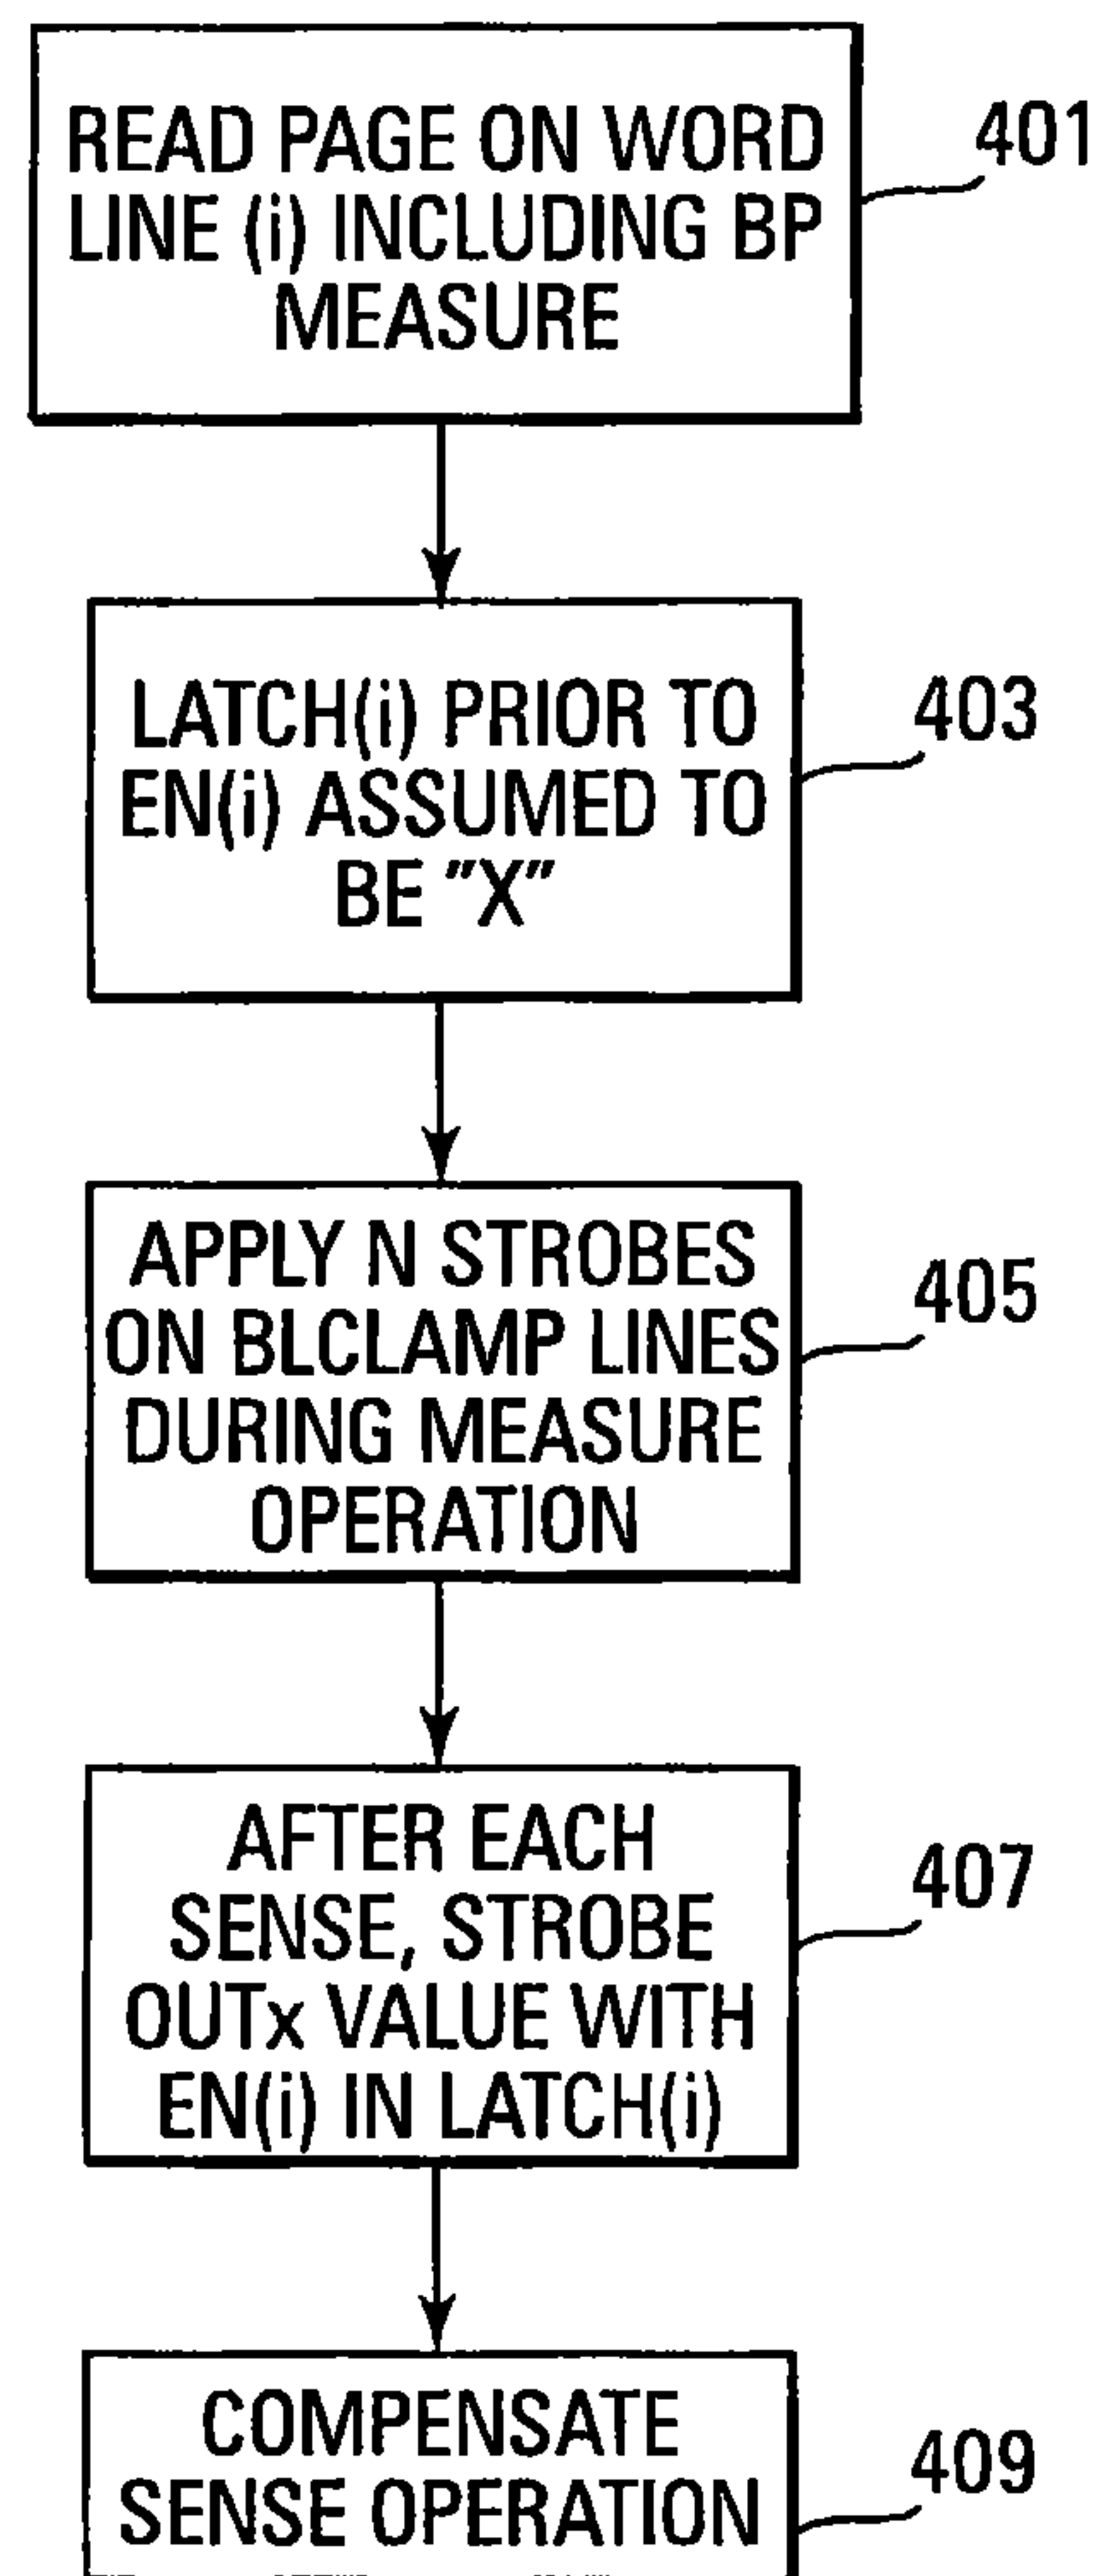 READ PAGE ON WORD
LINE (i) INCLUDING BP
MEASURE
401
LATCH(i) PRIOR TO
EN(i) ASSUMED TO
BE "X"
403
APPLY N STROBES
ON BLCLAMP LINES
DURING MEASURE
OPERATION
405
AFTER EACH
SENSE, STROBE
OUTx VALUE WITH
EN(i) IN LATCH(i)
407
COMPENSATE
SENSE OPERATION
409